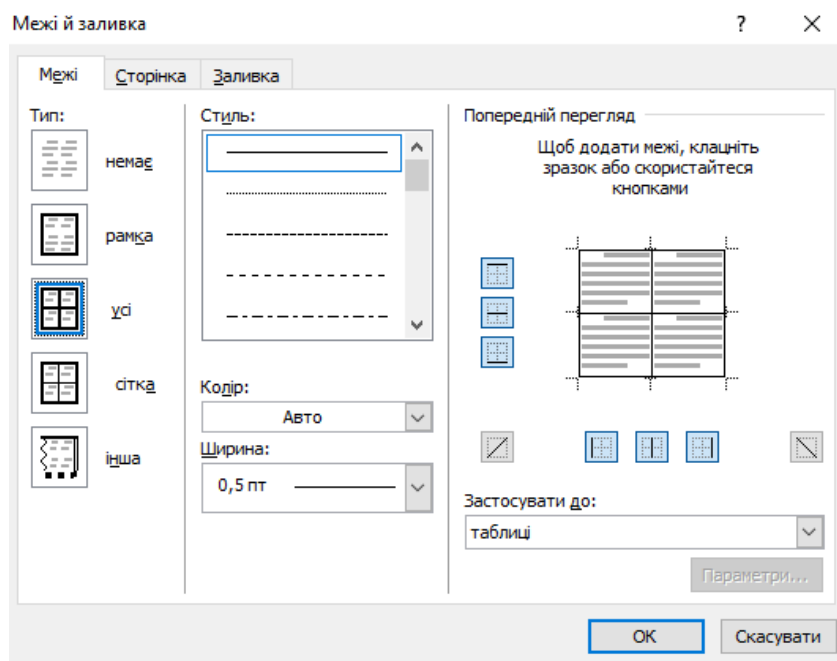 Межі й заливка
?
Межі
Сторінка
Заливка
Тип:
немає
рамка
усі
сітка
інша
Стиль:
Колір:
Авто
Ширина:
0,5 пт
Попередній перегляд
Щоб додати межі, клацніть
зразок або скористайтеся
кнопками
Застосувати до:
таблиці
Параметри...
ОК
Скасувати